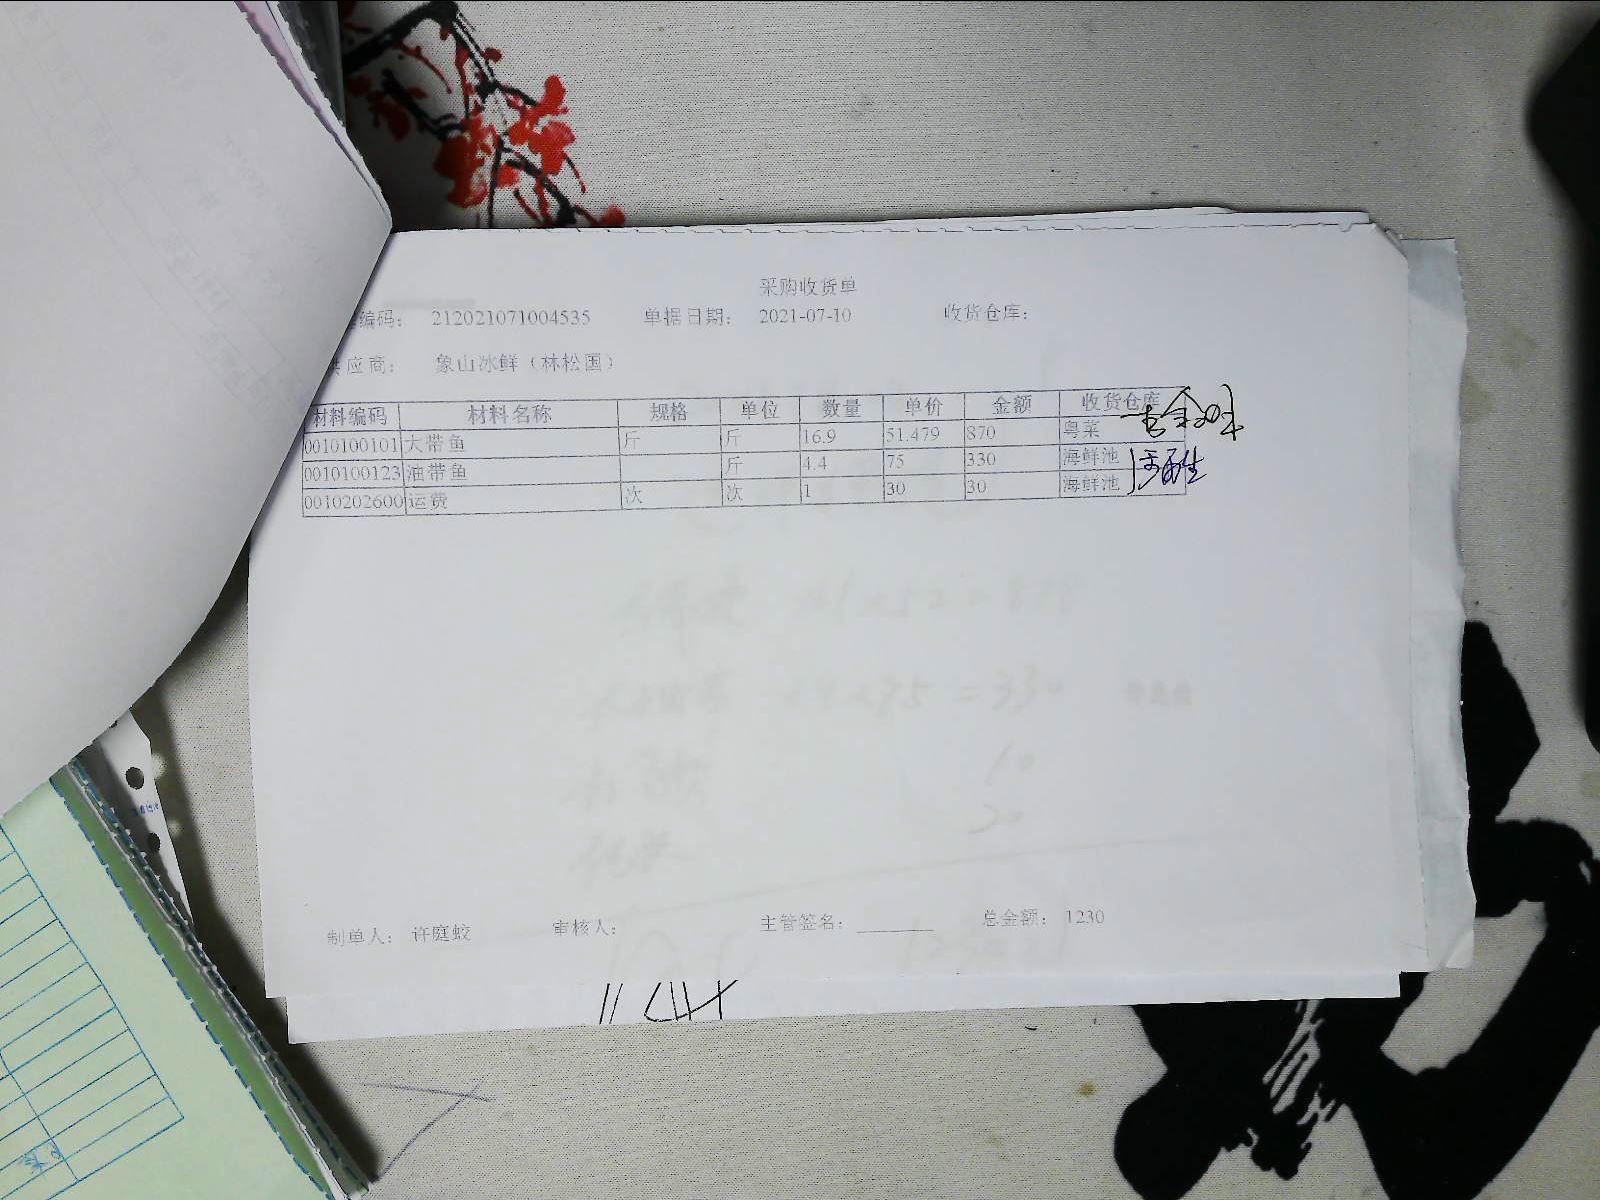 采购收货单
编码： 212021071004535 单据日期： 2021-07-10 收货仓库：
供应商： 象山冰鲜（林松国）
材料编码 材料名称 规格 单位 数量 单价 金额 收货仓库
0010100101 大带鱼 斤 斤 16.9 51.479 870 粤菜
0010100123 油带鱼 斤 4.4 75 330 海鲜池
0010202600 运费 次 次 1 30 30 海鲜池
=330
10
20
制单人： 许庭蛟 审核人： 主管签名： 总金额： 1230